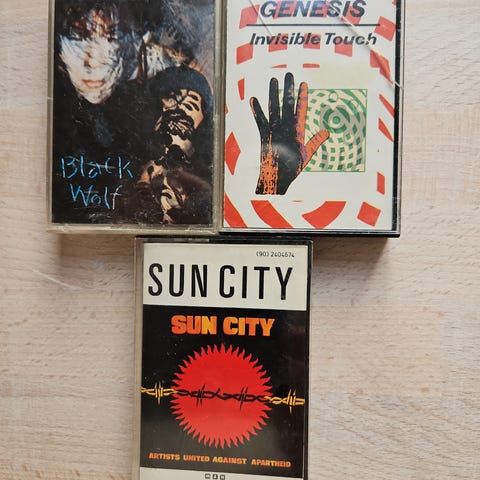 Black
Wolf
GENESIS
Invisible Touch
(90) 2404674
SUN CITY
SUN CITY
ARTISTS UNITED AGAINST APARTHEID